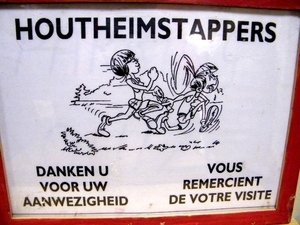 HOUTHEIMSTAPPERS
DANKEN U
VOOR UW
AANWEZIGHEID
VOUS
REMERCIENT
DE VOTRE VISITE